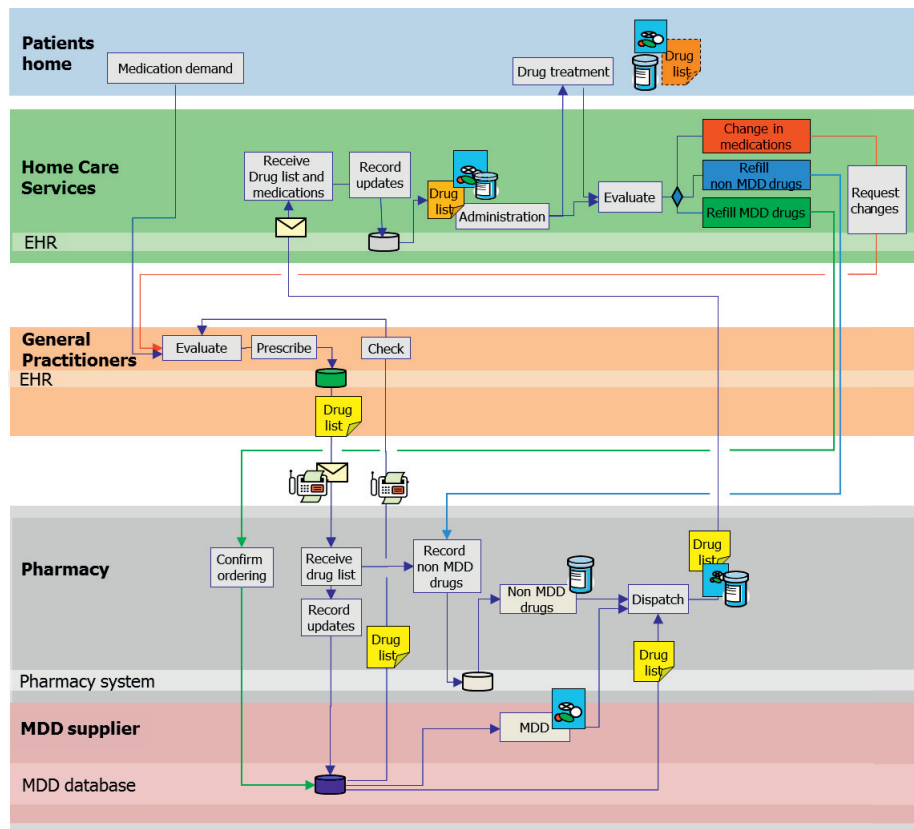 Patients
home
Medication demand
Drug treatment
Drug
list
Home Care
Services
Receive
Drug list and
medications
Record
updates
Drug
list
Administration
Evaluate
Change in
medications
Refill
non MDD drugs
Refill MDD drugs
Request
changes
EHR
General
Practitioners
Evaluate
Prescribe
Check
EHR
Drug
list
Pharmacy
Confirm
ordering
Receive
drug list
Record
non MDD
drugs
Record
updates
Non MDD
drugs
Dispatch
Drug
list
Drug
list
Drug
list
Pharmacy system
MDD supplier
MDD
MDD database